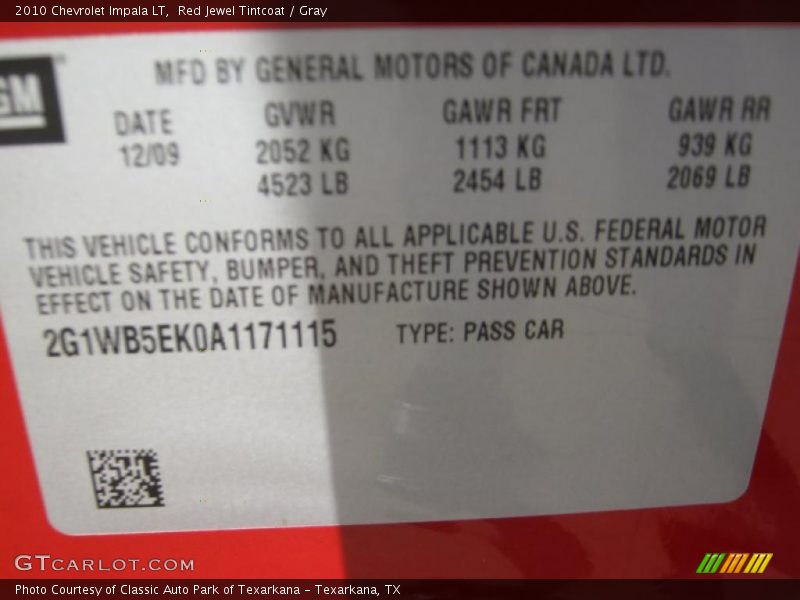 2010 Chevrolet Impala LT,  Red Jewel Tintcoat / Gray
GM
MFD BY GENERAL MOTORS OF CANADA LTD.
DATE GVWR GAWR FRT GAWR RR
12/09 2052 KG 1113 KG 939 KG
4523 LB 2454 LB 2069 LB
THIS VEHICLE CONFORMS TO ALL APPLICABLE U.S. FEDERAL MOTOR
VEHICLE SAFETY, BUMPER, AND THEFT PREVENTION STANDARDS IN
EFFECT ON THE DATE OF MANUFACTURE SHOWN ABOVE.
2G1WB5EK0A1171115 TYPE: PASS CAR
GTCARLOT.COM
Photo Courtesy of Classic Auto Park of Texarkana - Texarkana, TX